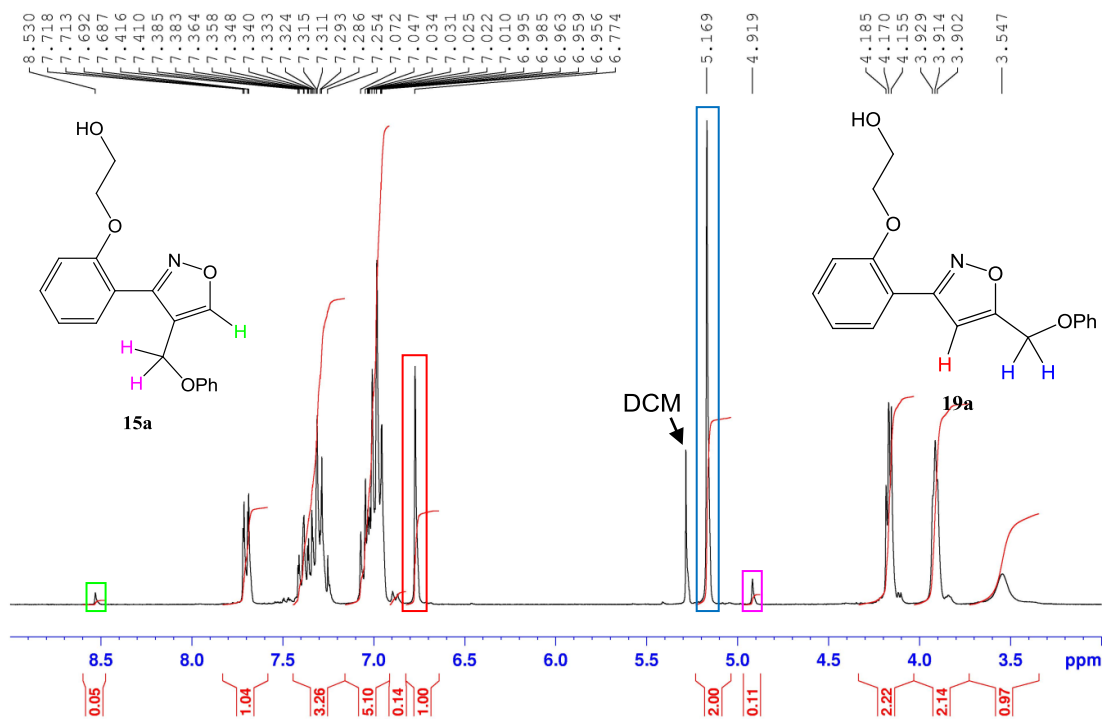 8.530
7.718
7.713
7.692
7.687
7.416
7.410
7.385
7.383
7.364
7.358
7.348
7.340
7.333
7.324
7.315
7.311
7.293
7.286
7.254
7.072
7.047
7.034
7.031
7.025
7.022
7.010
6.995
6.985
6.963
6.959
6.956
6.774
5.169
4.919
4.185
4.170
4.155
3.929
3.914
3.902
3.547
HO
O
N
O
H
H
H
OPh
15a
HO
O
N
O
OPh
H
H
H
19a
DCM
8.5 8.0 7.5 7.0 6.5 6.0 5.5 5.0 4.5 4.0 3.5 ppm
0.05
1.04
3.26
5.10
0.14
1.00
2.00
0.11
2.22
2.14
0.97